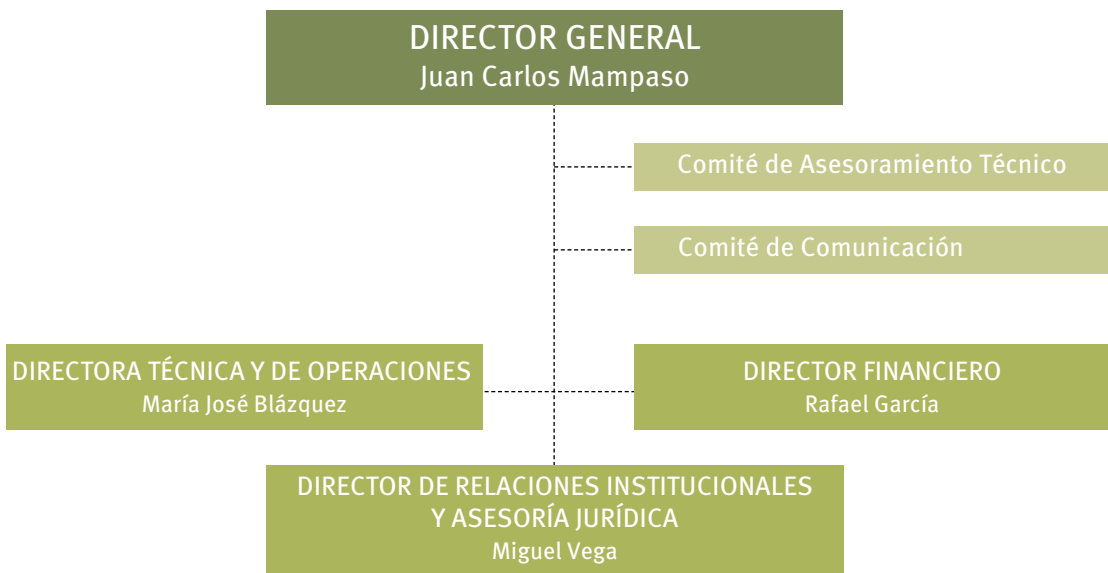 DIRECTOR GENERAL
Juan Carlos Mampaso
Comité de Asesoramiento Técnico
Comité de Comunicación
DIRECTORA TÉCNICA Y DE OPERACIONES
María José Blázquez
DIRECTOR FINANCIERO
Rafael García
DIRECTOR DE RELACIONES INSTITUCIONALES
Y ASESORÍA JURÍDICA
Miguel Vega